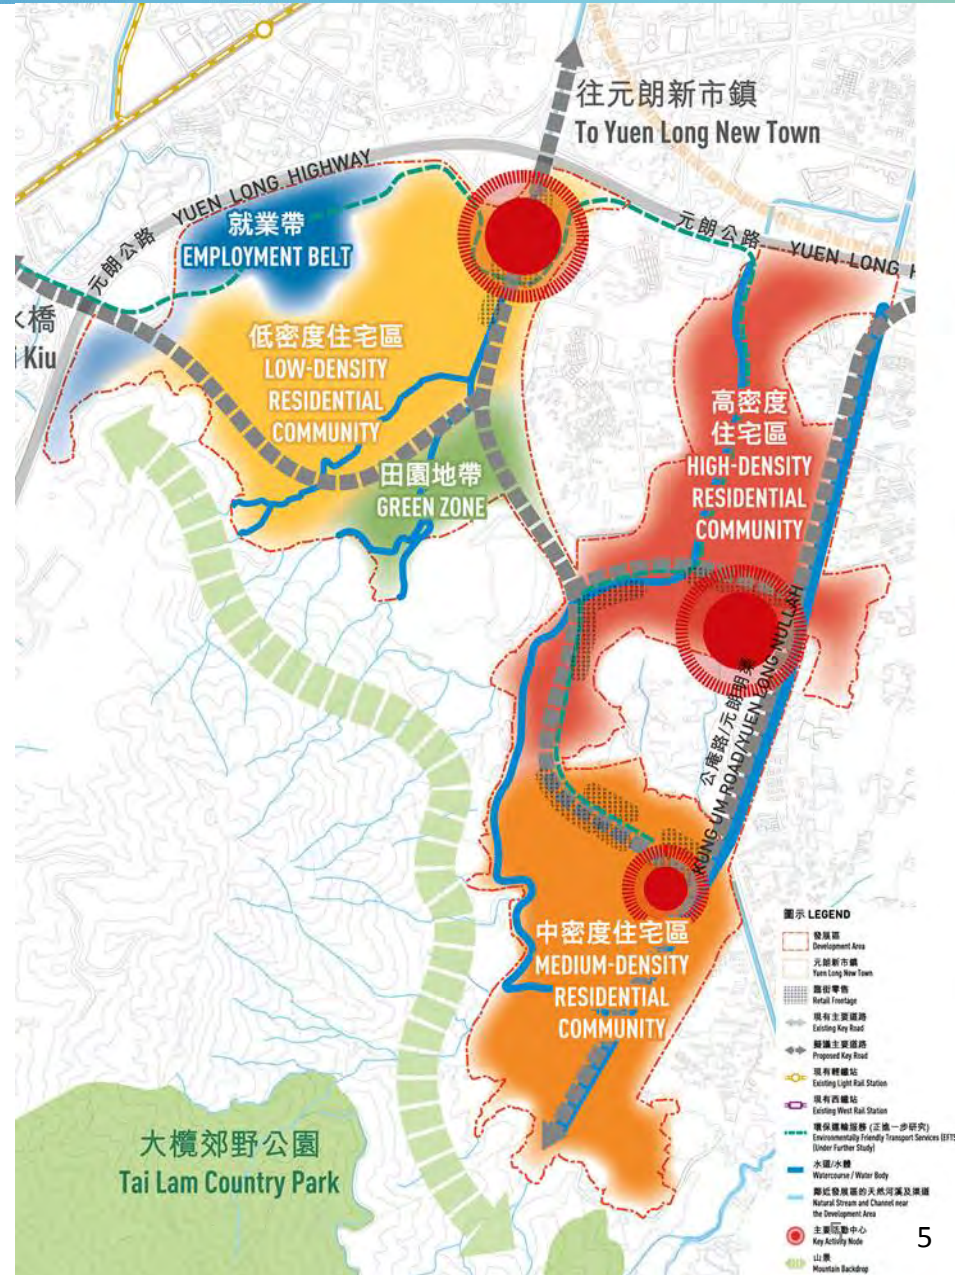 往元朗新市鎮
To Yuen Long New Town
元朗公路
YUEN LONG HIGHWAY
就業帶
EMPLOYMENT BELT
元朗公路
YUEN LONG H
橋
Kiu
低密度住宅區
LOW-DENSITY
RESIDENTIAL
COMMUNITY
高密度
住宅區
HIGH-DENSITY
RESIDENTIAL
COMMUNITY
田園地帶
GREEN ZONE
公庵路/元朗明渠
KUNG UM ROAD/YUEN LONG NULLAH
中密度住宅區
MEDIUM-DENSITY
RESIDENTIAL
COMMUNITY
大欖郊野公園
Tai Lam Country Park
圖示 LEGEND
發展區
Development Area
元朗新市鎮
Yuen Long New Town
臨街零售
Retail Frontage
現有主要道路
Existing Key Road
擬議主要道路
Proposed Key Road
現有輕鐵站
Existing Light Rail Station
現有西鐵站
Existing West Rail Station
環保運輸服務 (正進一步研究)
Environmentally Friendly Transport Services (EFTS
(Under Further Study)
水道/水體
Watercourse / Water Body
鄰近發展區的天然河溪及渠道
Natural Stream and Channel near
the Development Area
主要活動中心
Key Activity Node
山景
Mountain Backdrop
5